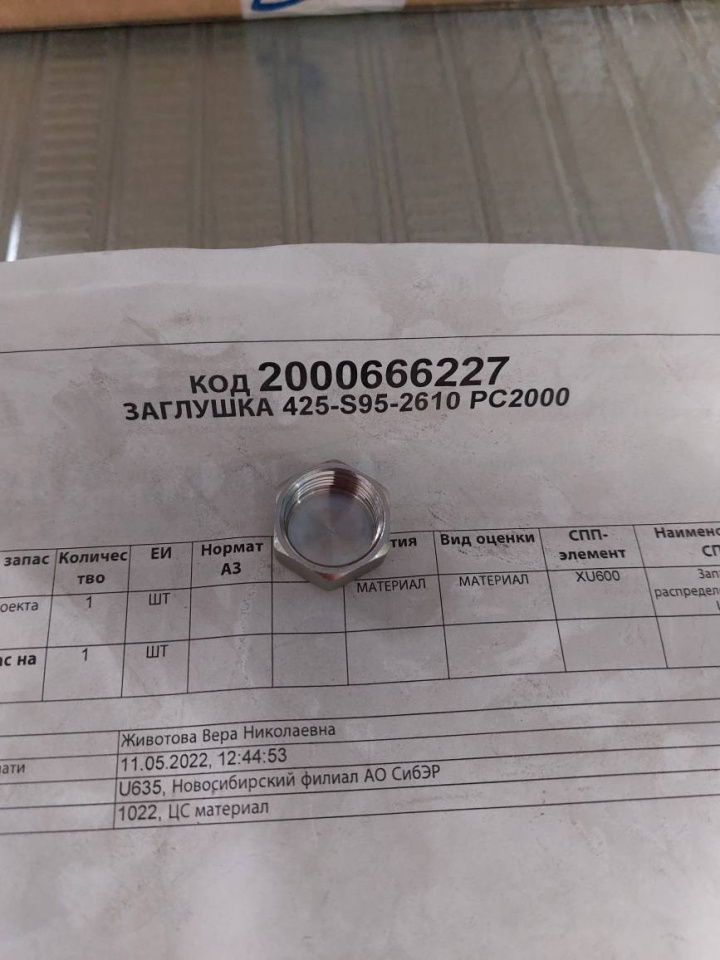 КОД 2000666227
ЗАГЛУШКА 425-S95-2610 PC2000
запас Количес тво ЕИ Нормат АЗ Вид оценки СПП-элемент
1 ШТ МАТЕРИАЛ МАТЕРИАЛ XU600
на 1 ШТ
Животова Вера Николаевна
11.05.2022, 12:44:53
U635, Новосибирский филиал АО СибЭР
1022, ЦС материал